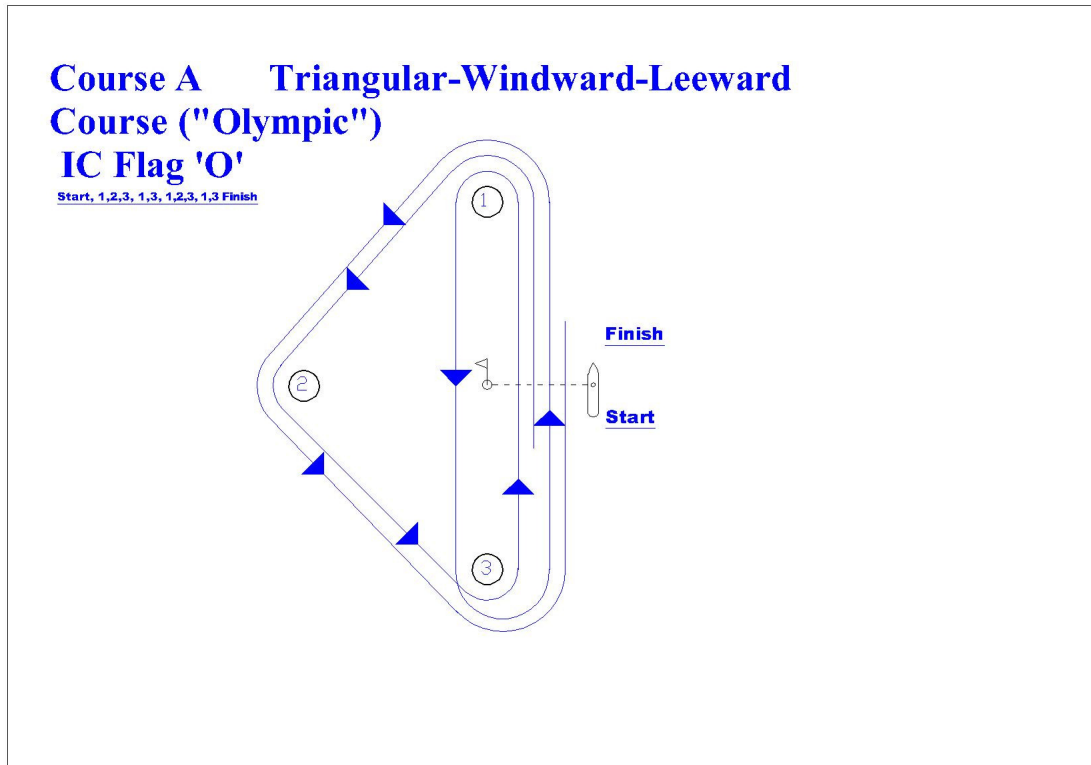 Course A Triangular-Windward-Leeward
Course ("Olympic")
IC Flag 'O'
Start, 1,2,3, 1,3, 1,2,3, 1,3 Finish
1
Finish
2
Start
3